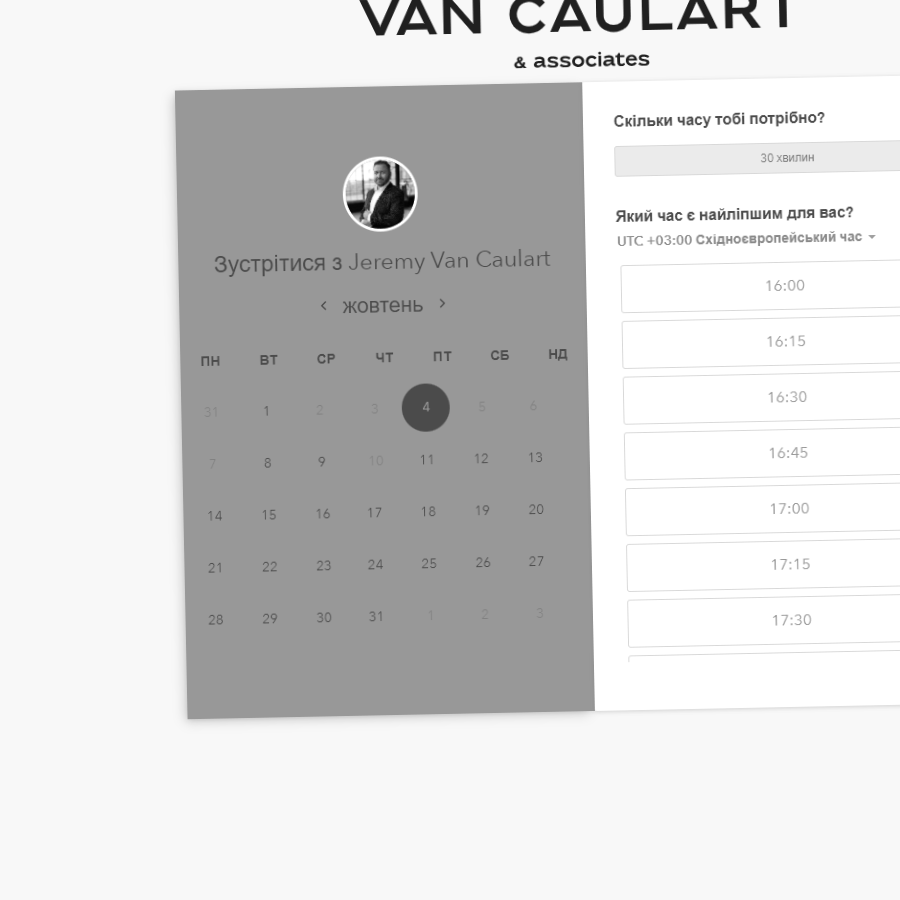 VAN CAULART
& associates
Зустрітися з Jeremy Van Caulart
жовтень
ПН ВТ СР ЧТ ПТ СБ НД
31 1 2 3 4 5 6
7 8 9 10 11 12 13
14 15 16 17 18 19 20
21 22 23 24 25 26 27
28 29 30 31 1 2 3
Скільки часу тобі потрібно?
30 хвилин
Який час є найліпшим для вас?
UTC +03:00 Східноєвропейський час
16:00
16:15
16:30
16:45
17:00
17:15
17:30